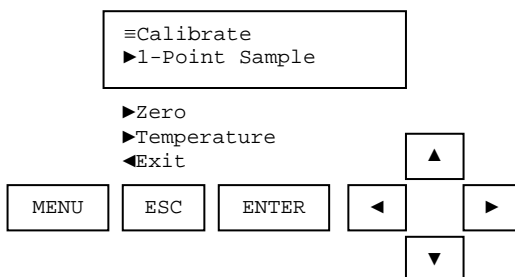 ≡Calibrate
►1-Point Sample
►Zero
►Temperature
◄Exit
▲
MENU ESC ENTER ◄ ►
▼